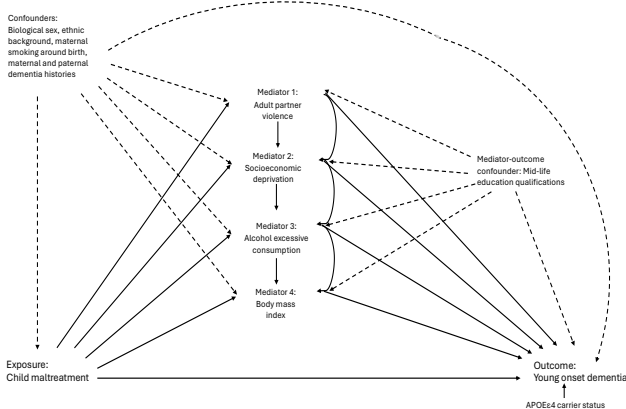 Confounders:
Biological sex, ethnic
background, maternal
smoking around birth,
maternal and paternal
dementia histories
Mediator 1:
Adult partner
violence
Mediator 2:
Socioeconomic
deprivation
Mediator-outcome
confounder: Mid-life
education qualifications
Mediator 3:
Alcohol excessive
consumption
Mediator 4:
Body mass
index
Exposure:
Child maltreatment
Outcome:
Young onset dementia
APOEε4 carrier status